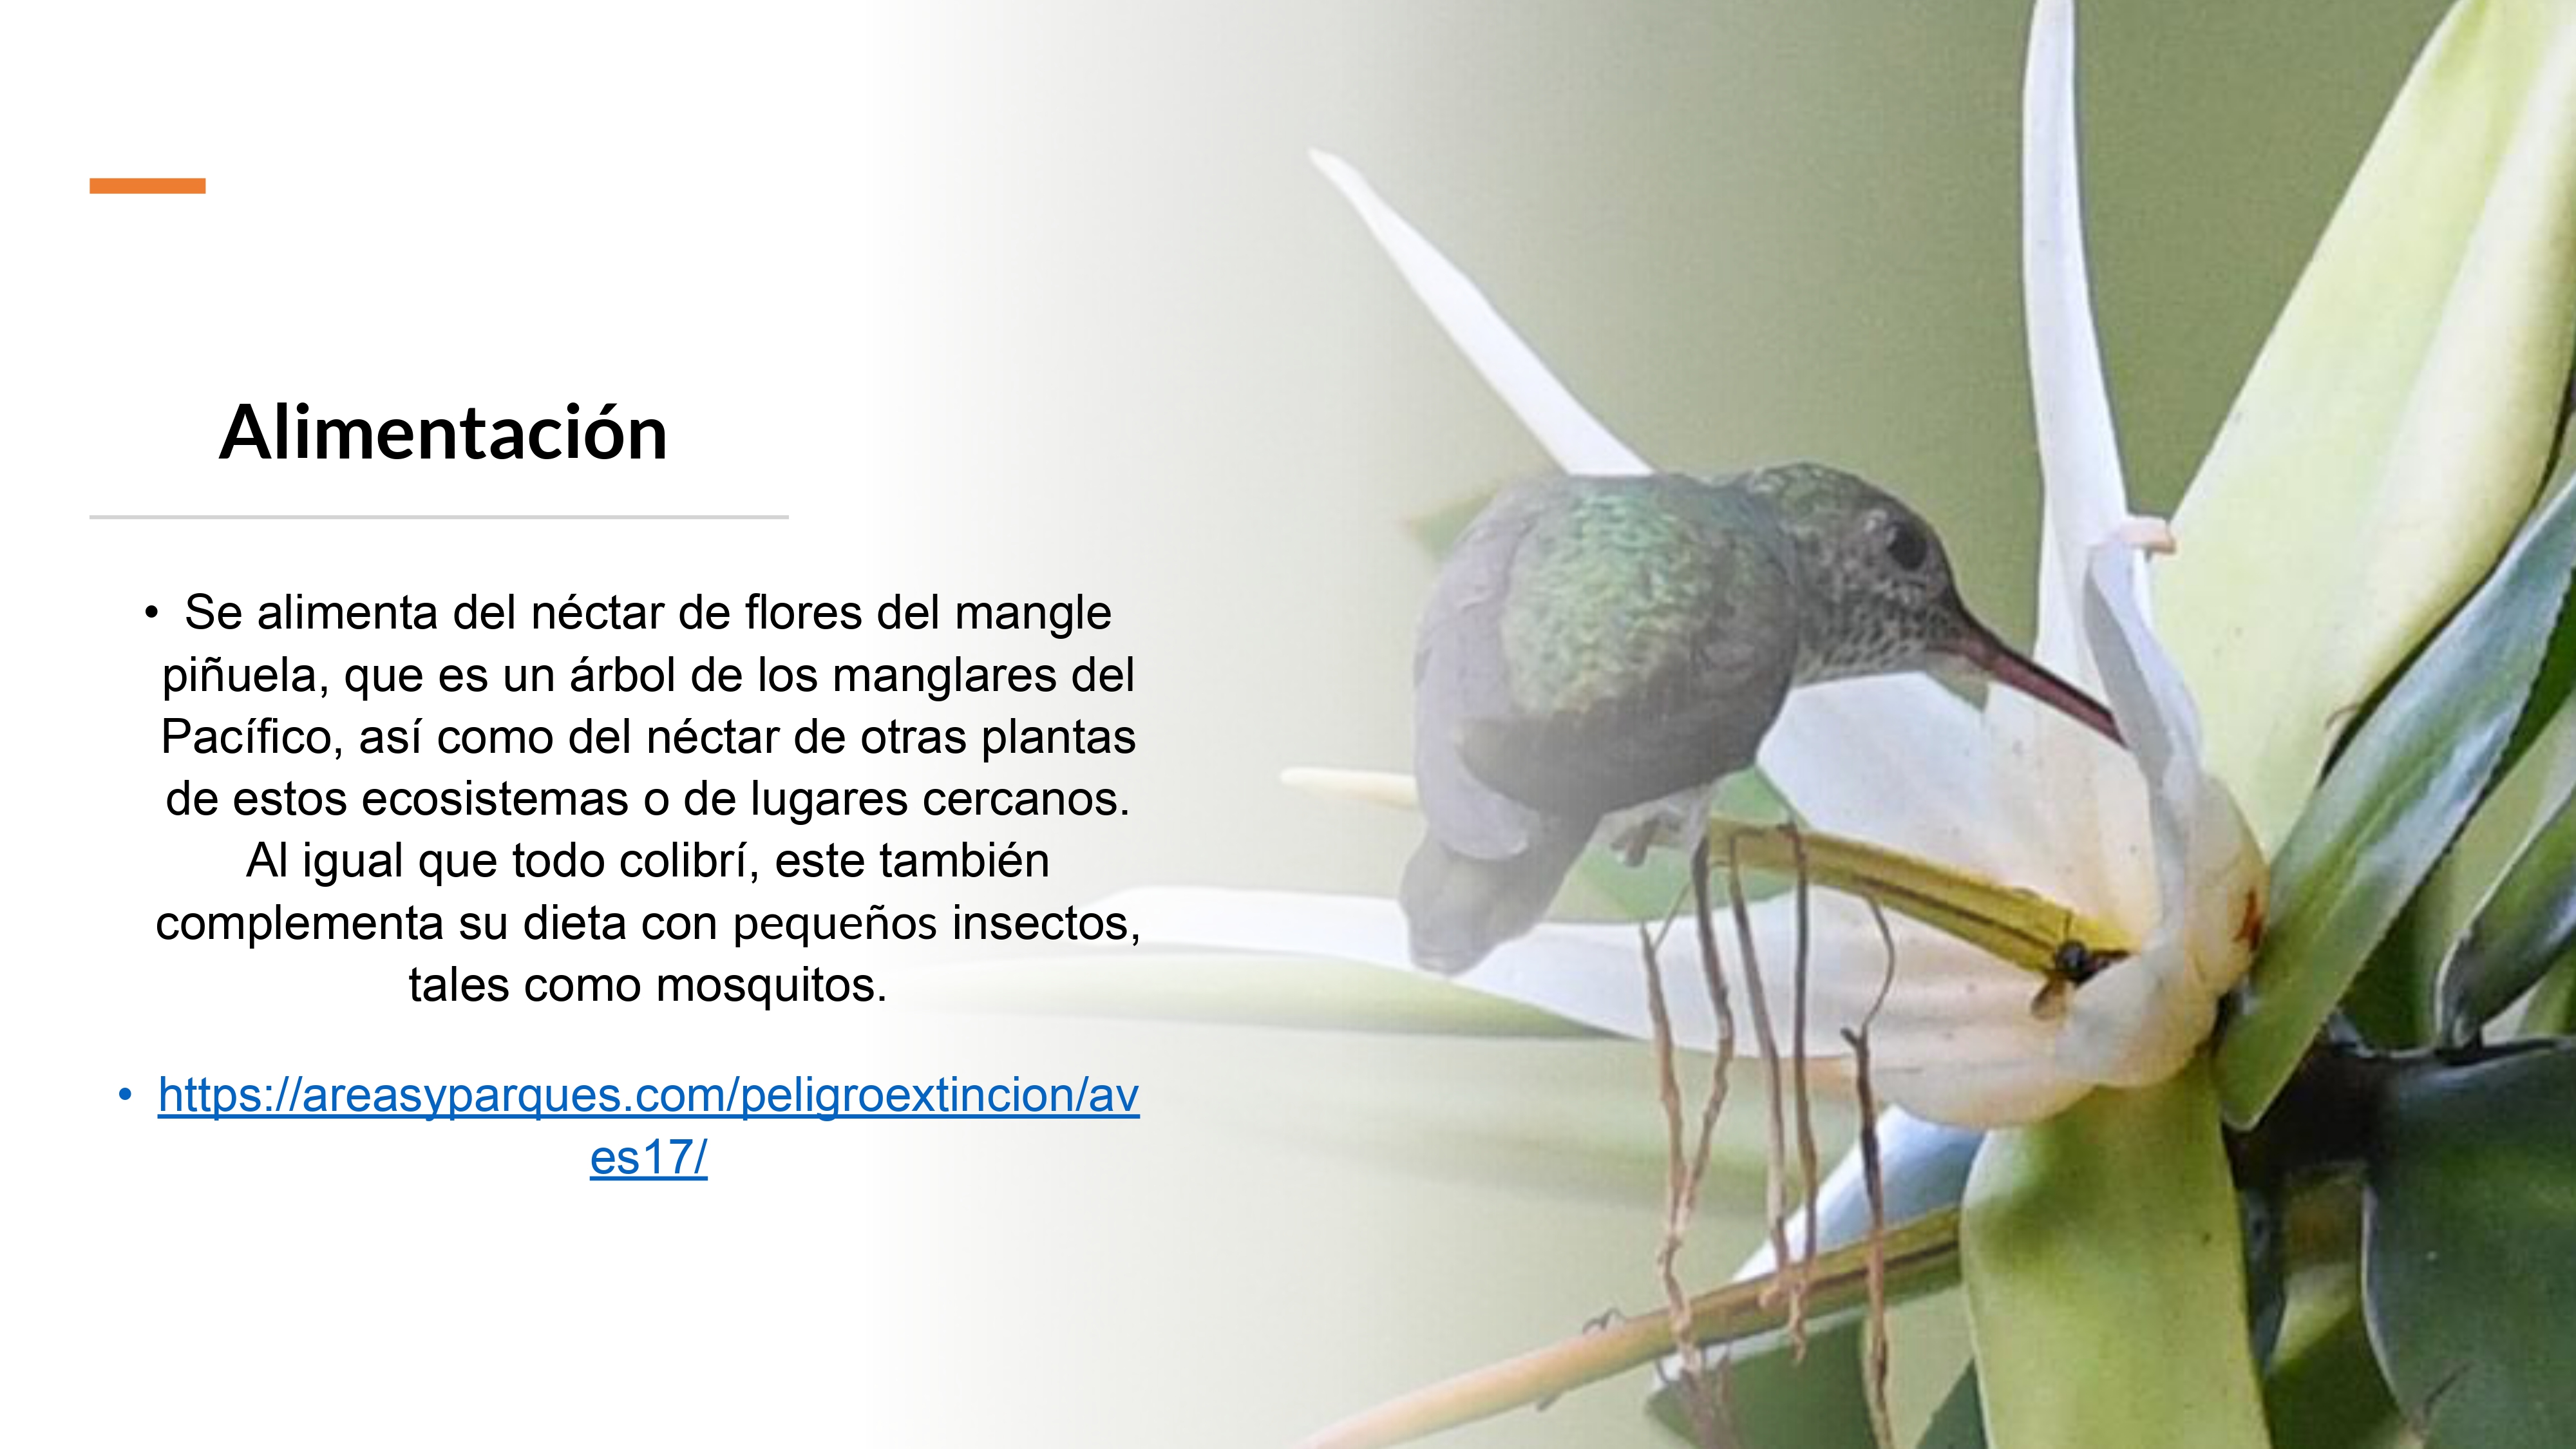 Alimentación
• Se alimenta del néctar de flores del mangle
piñuela, que es un árbol de los manglares del
Pacífico, así como del néctar de otras plantas
de estos ecosistemas o de lugares cercanos.
Al igual que todo colibrí, este también
complementa su dieta con pequeños insectos,
tales como mosquitos.
• https://areasyparques.com/peligroextincion/av
es17/